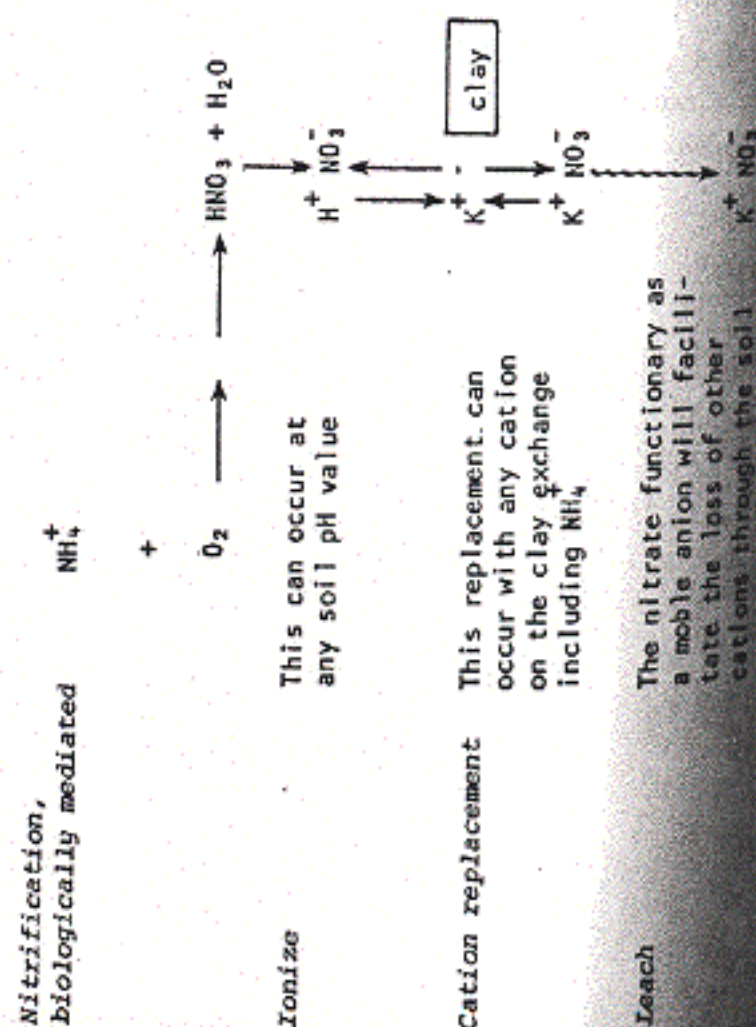 Nitrification,
biologically mediated
NH₄⁺
+
O₂ ⟶ ⟶ HNO₃ + H₂O
Ionize
This can occur at
any soil pH value
H⁺ NO₃⁻
Cation replacement
This replacement can
occur with any cation
on the clay exchange
including NH₄⁺
K⁺ - clay
K⁺ NO₃⁻
Leach
The nitrate functionary as
a moble anion will facili-
tate the loss of other
cations through the soil
K⁺ NO₃⁻